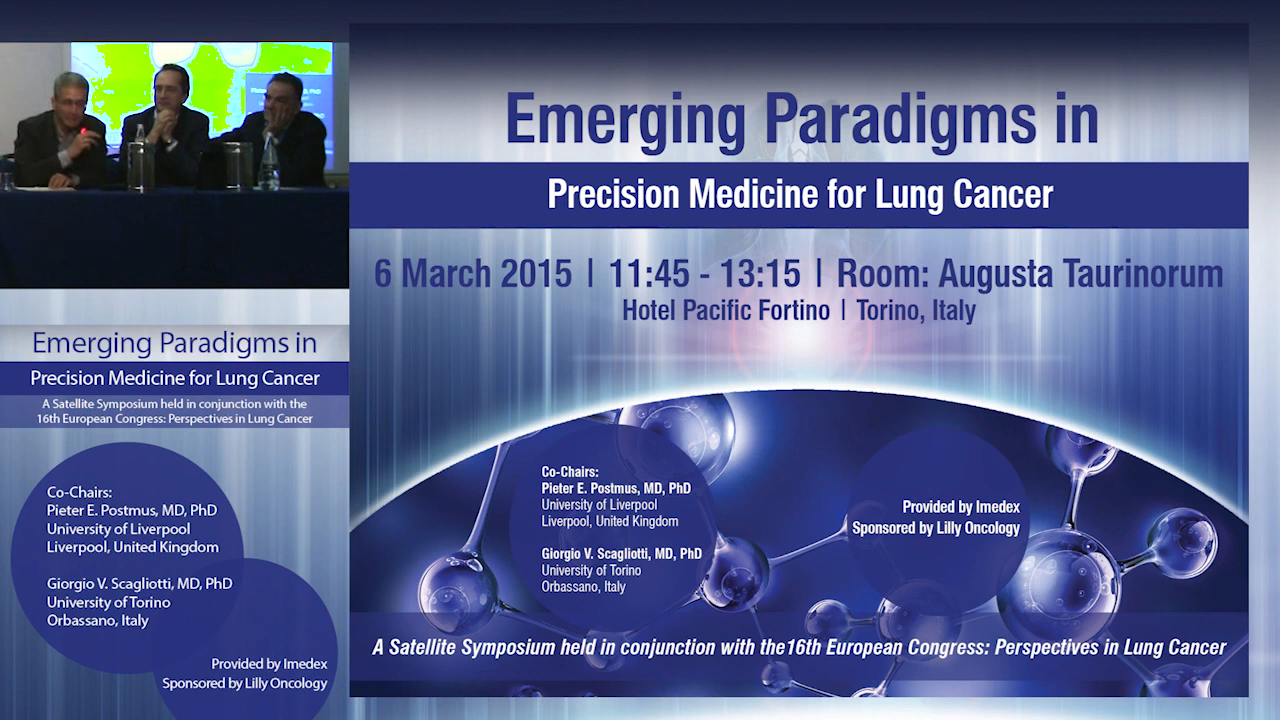 Emerging Paradigms in
Precision Medicine for Lung Cancer
6 March 2015 | 11:45 - 13:15 | Room: Augusta Taurinorum
Hotel Pacific Fortino | Torino, Italy
Co-Chairs:
Pieter E. Postmus, MD, PhD
University of Liverpool
Liverpool, United Kingdom
Giorgio V. Scagliotti, MD, PhD
University of Torino
Orbassano, Italy
Provided by Imedex
Sponsored by Lilly Oncology
A Satellite Symposium held in conjunction with the16th European Congress: Perspectives in Lung Cancer
Emerging Paradigms in
Precision Medicine for Lung Cancer
A Satellite Symposium held in conjunction with the
16th European Congress: Perspectives in Lung Cancer
Co-Chairs:
Pieter E. Postmus, MD, PhD
University of Liverpool
Liverpool, United Kingdom
Giorgio V. Scagliotti, MD, PhD
University of Torino
Orbassano, Italy
Provided by Imedex
Sponsored by Lilly Oncology